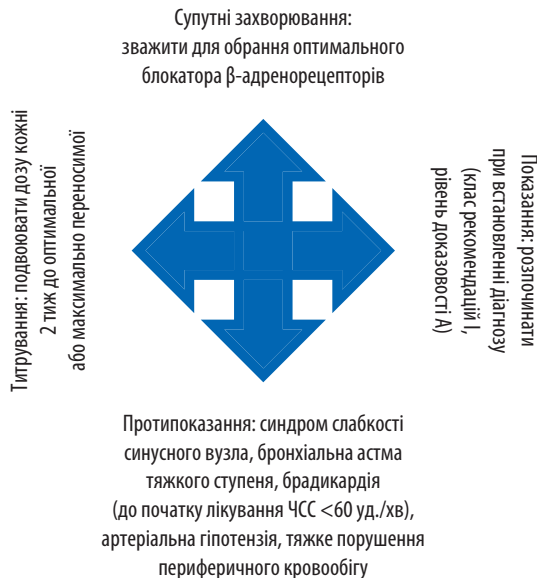 Супутні захворювання:
зважити для обрання оптимального
блокатора β-адренорецепторів
Титрування: подвоювати дозу кожні
2 тиж до оптимальної
або максимально переносимої
Показання: розпочинати
при встановленні діагнозу
(клас рекомендацій I,
рівень доказовості A)
Протипоказання: синдром слабкості
синусного вузла, бронхіальна астма
тяжкого ступеня, брадикардія
(до початку лікування ЧСС <60 уд./хв),
артеріальна гіпотензія, тяжке порушення
периферичного кровообігу